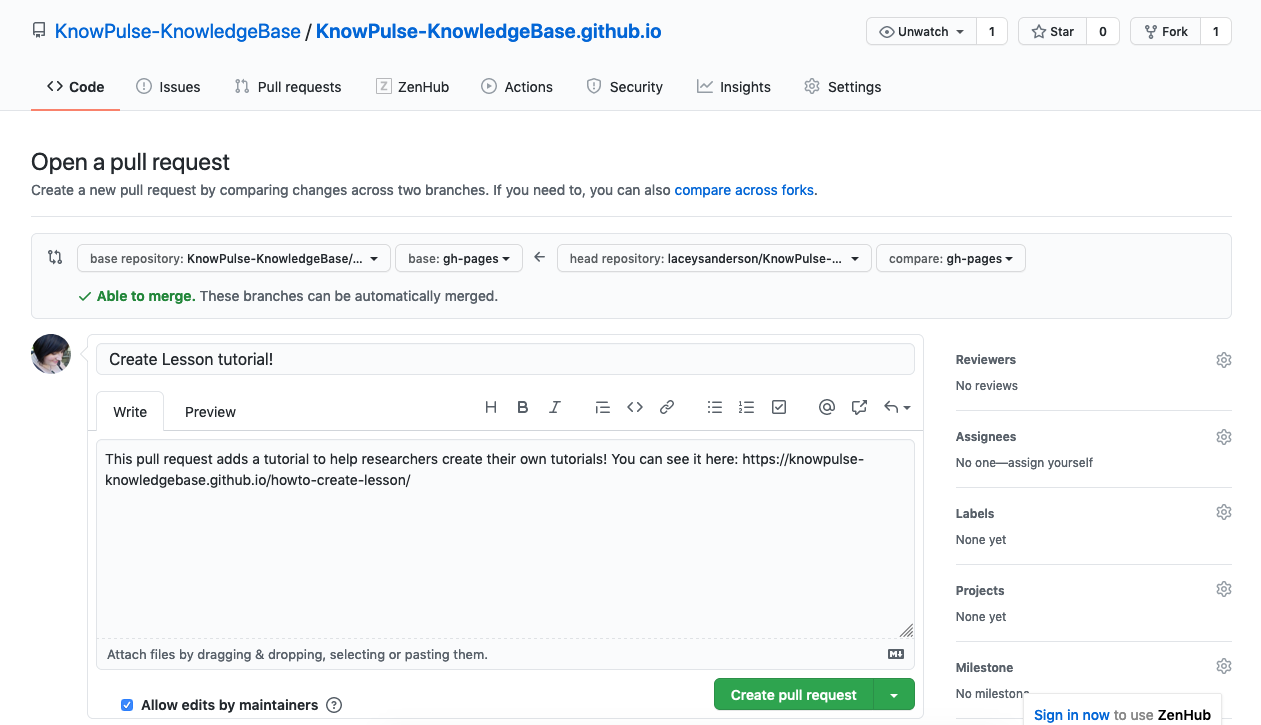 KnowPulse-KnowledgeBase / KnowPulse-KnowledgeBase.github.io
Unwatch 1 Star 0 Fork 1
Code Issues Pull requests Z ZenHub Actions Security Insights Settings
Open a pull request
Create a new pull request by comparing changes across two branches. If you need to, you can also compare across forks.
base repository: KnowPulse-KnowledgeBase/... base: gh-pages ← head repository: laceysanderson/KnowPulse-... compare: gh-pages
✓ Able to merge. These branches can be automatically merged.
Create Lesson tutorial!
Write Preview
This pull request adds a tutorial to help researchers create their own tutorials! You can see it here: https://knowpulse-
knowledgebase.github.io/howto-create-lesson/
Attach files by dragging & dropping, selecting or pasting them.
Allow edits by maintainers
Create pull request
Reviewers
No reviews
Assignees
No one—assign yourself
Labels
None yet
Projects
None yet
Milestone
No milestone
Sign in now to use ZenHub